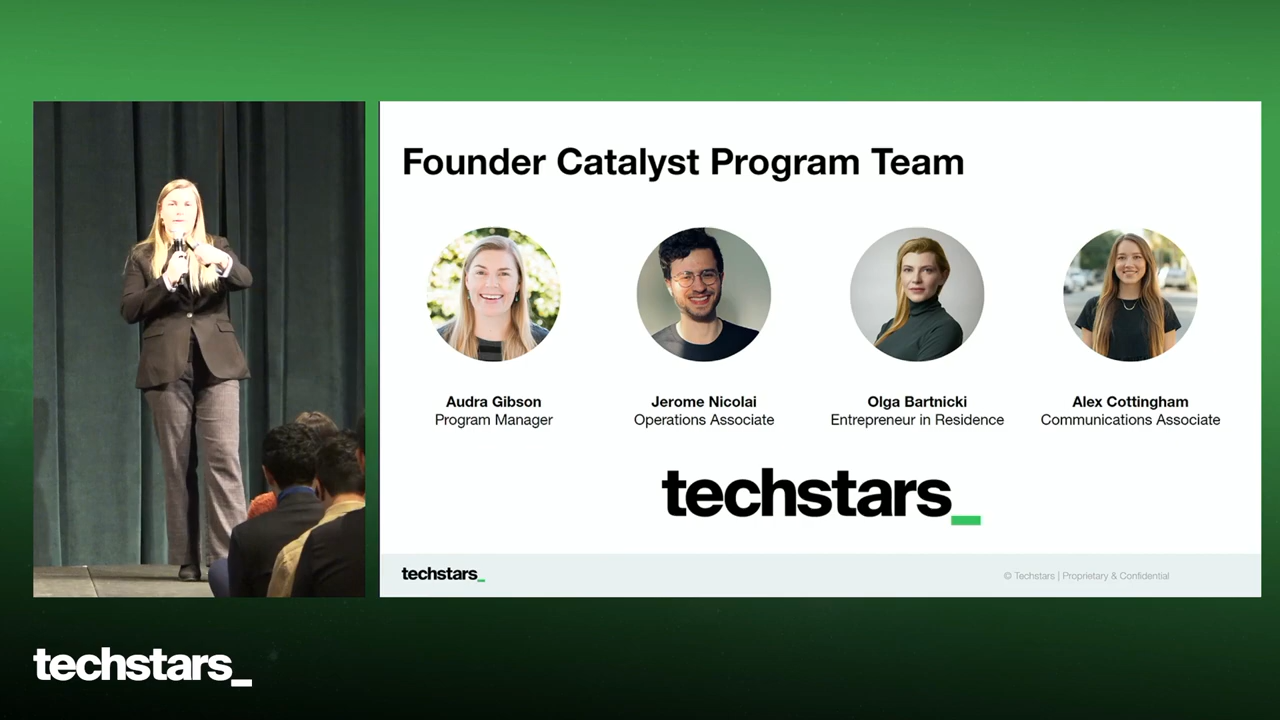 Founder Catalyst Program Team
Audra Gibson
Program Manager
Jerome Nicolai
Operations Associate
Olga Bartnicki
Entrepreneur in Residence
Alex Cottingham
Communications Associate
techstars_
techstars_
© Techstars | Proprietary & Confidential
techstars_